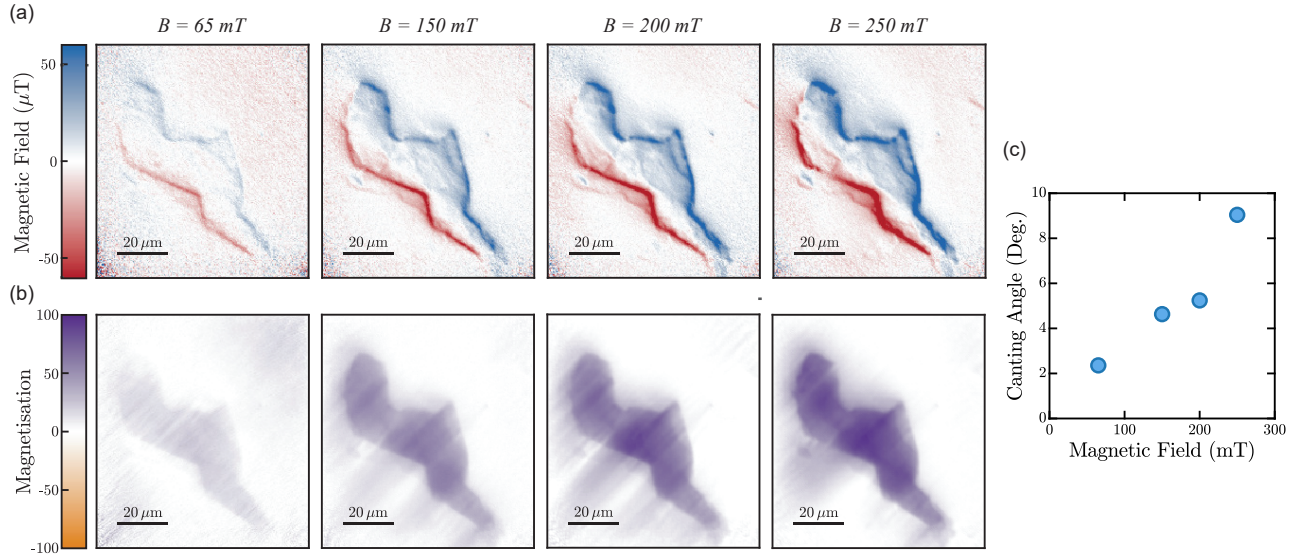 (a)
B = 65 mT
B = 150 mT
B = 200 mT
B = 250 mT
Magnetic Field (μT)
50
0
-50
20 μm
20 μm
20 μm
20 μm
(b)
Magnetisation
100
50
0
-50
-100
20 μm
20 μm
20 μm
20 μm
(c)
Canting Angle (Deg.)
10
8
6
4
2
0
0
100
200
300
Magnetic Field (mT)